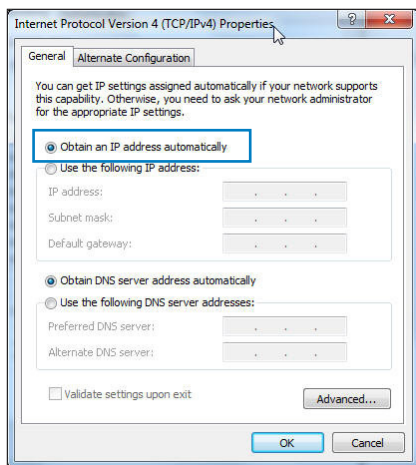 Internet Protocol Version 4 (TCP/IPv4) Properties
General
Alternate Configuration
You can get IP settings assigned automatically if your network supports
this capability. Otherwise, you need to ask your network administrator
for the appropriate IP settings.
Obtain an IP address automatically
Use the following IP address:
IP address:
Subnet mask:
Default gateway:
Obtain DNS server address automatically
Use the following DNS server addresses:
Preferred DNS server:
Alternate DNS server:
Validate settings upon exit
Advanced...
OK
Cancel